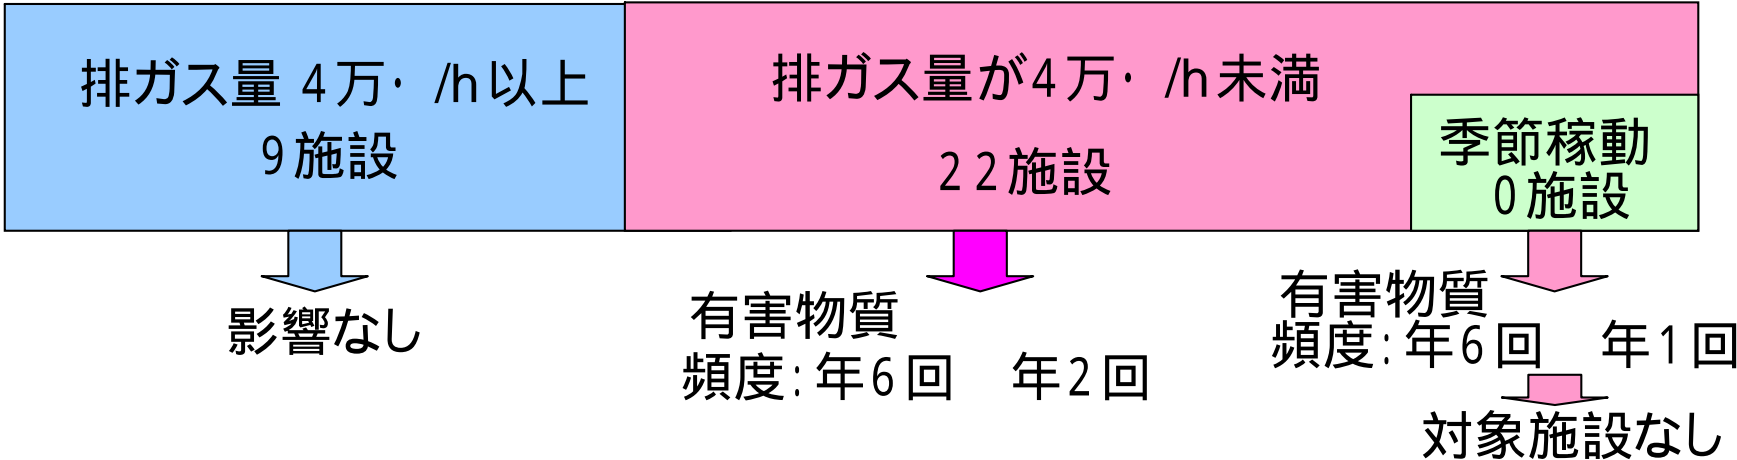 排ガス量 4万・ /h以上
9施設
排ガス量が4万・ /h未満
22施設
季節稼動
0施設
影響なし
有害物質
頻度:年6回 年2回
有害物質
頻度:年6回 年1回
対象施設なし